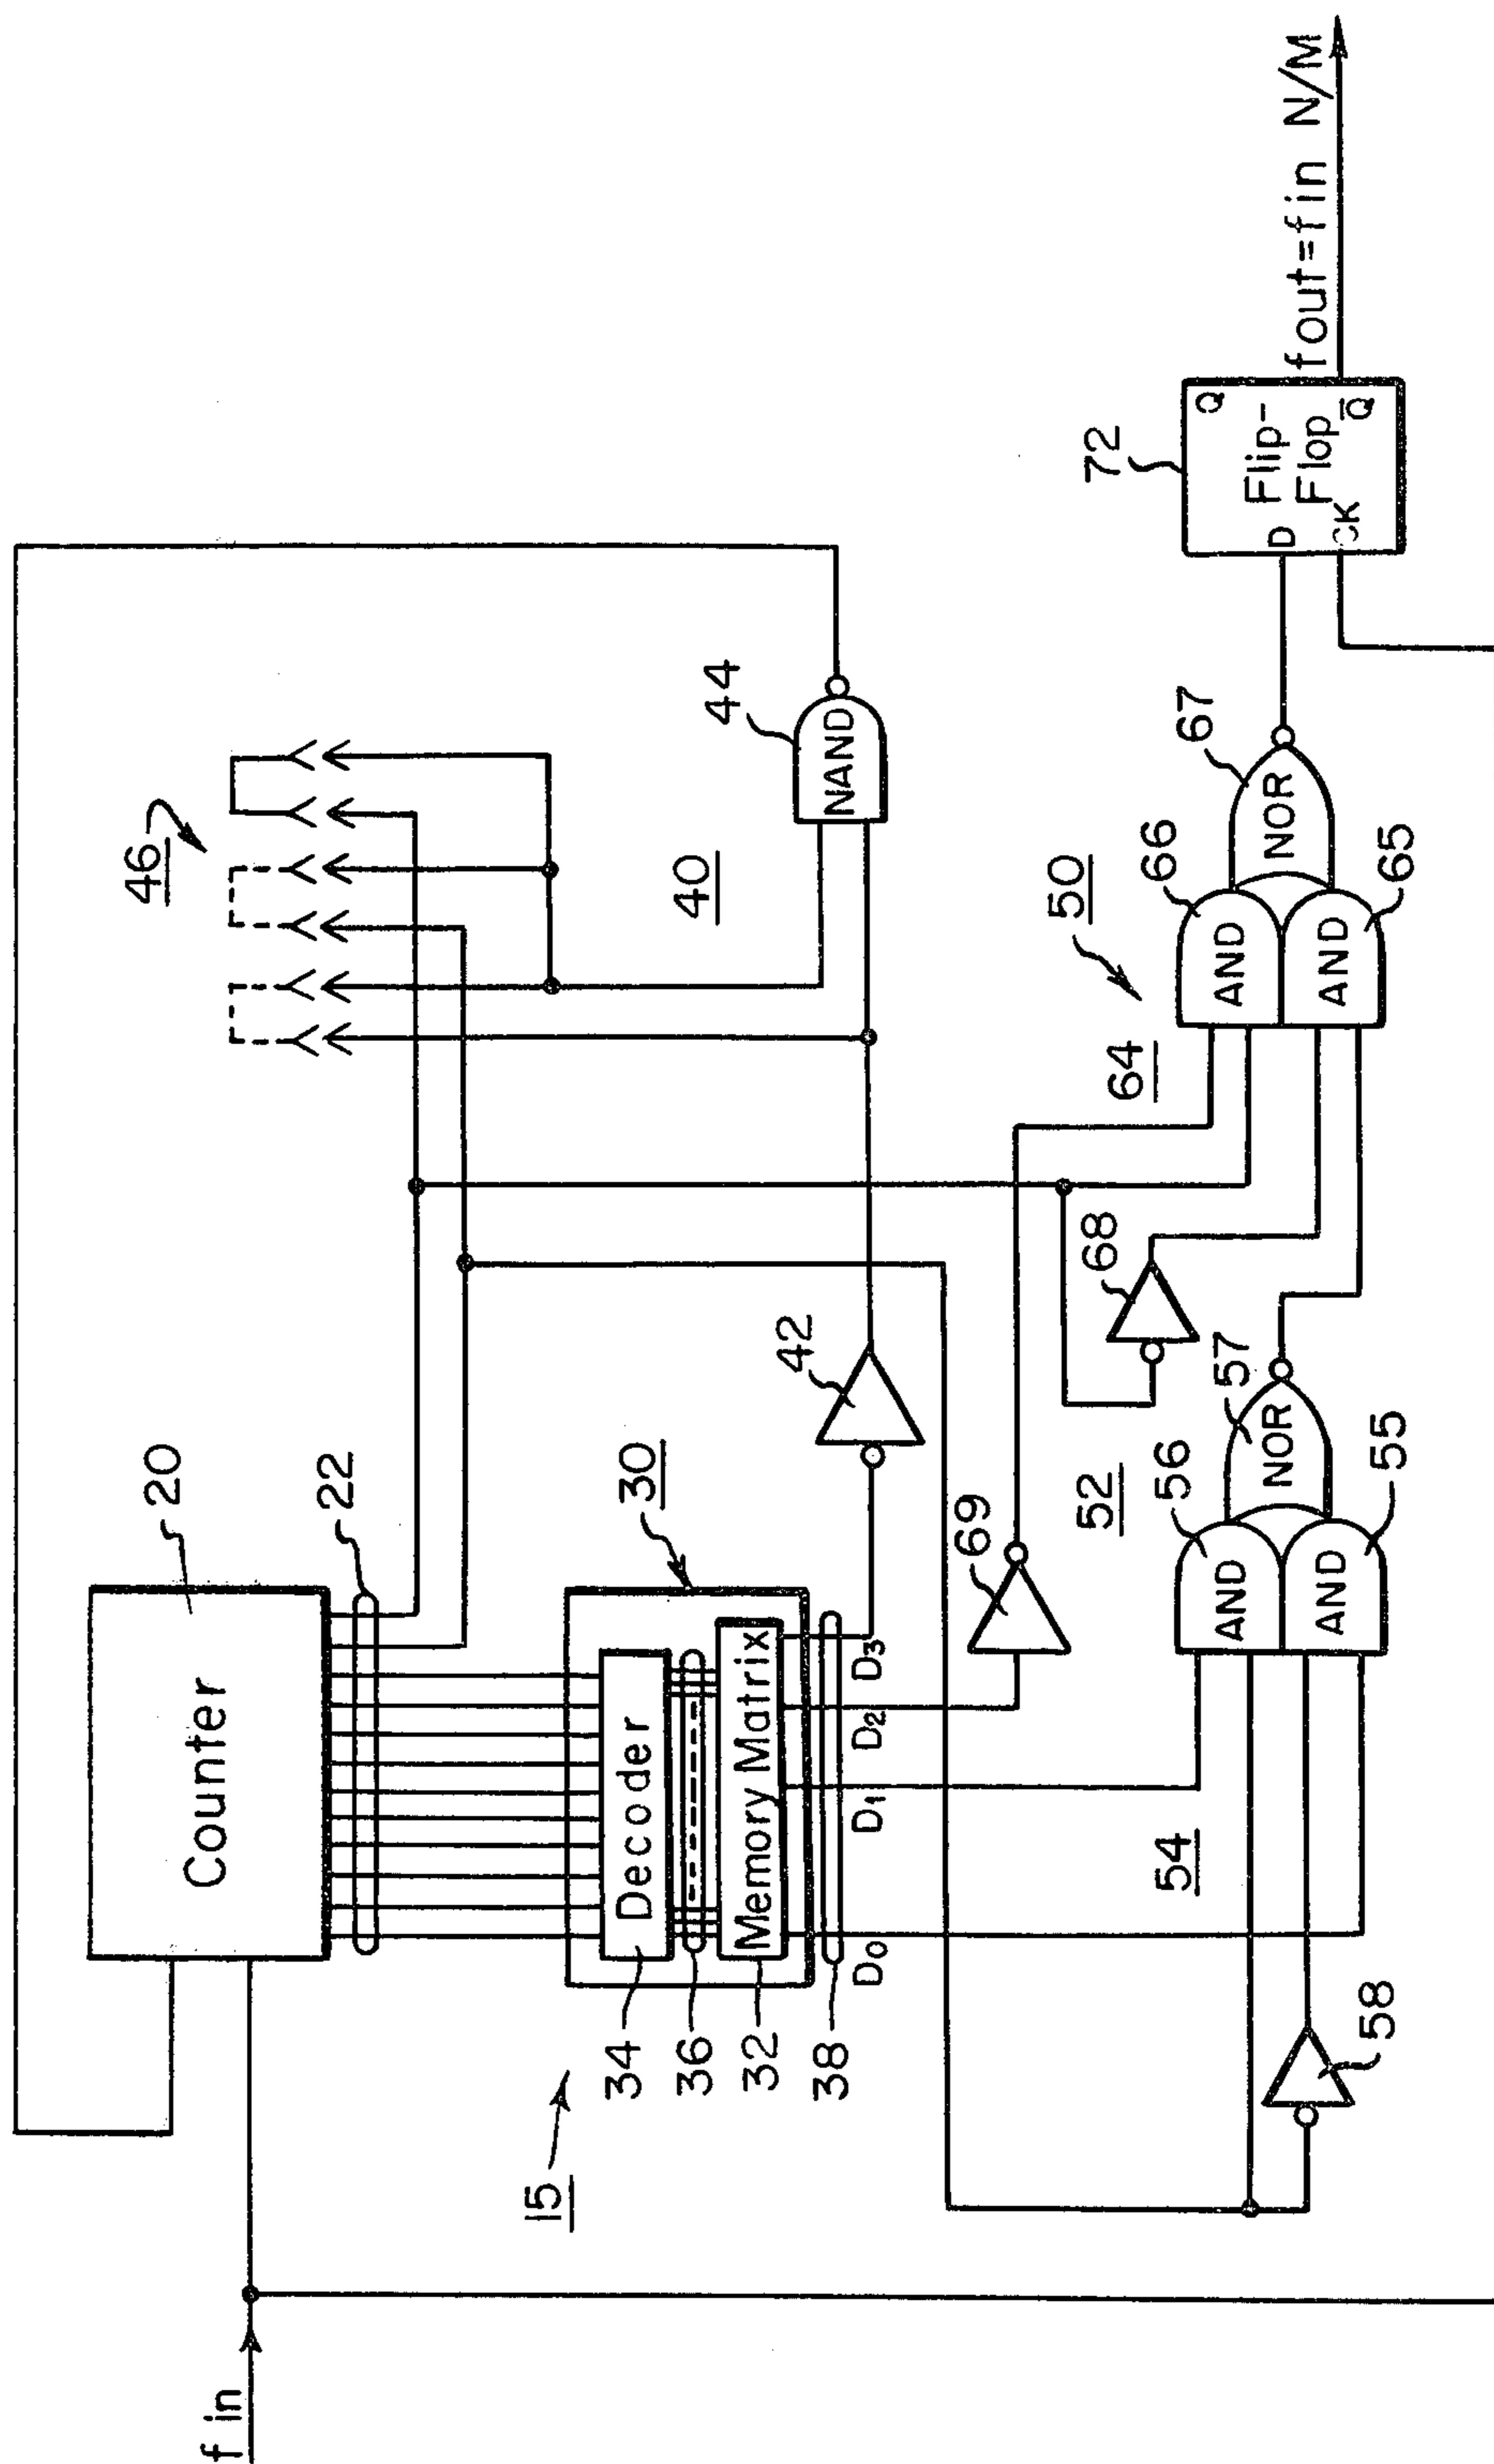 f in
15
Counter
20
22
Decoder
34
36
Memory Matrix
32
30
38
D0
D1
D2
D3
42
40
NAND
44
46
69
52
54
AND
56
AND
55
NOR
57
58
68
64
50
AND
66
AND
65
NOR
67
72
Flip-
Flop
D
CK
Q
Q̅
fout=fin N/M